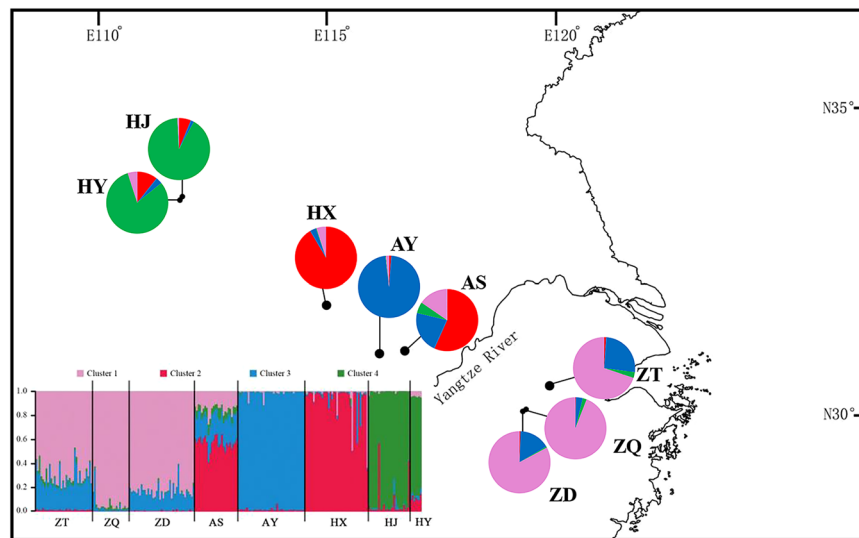 E110° E115° E120°
N35°
HJ
HY
HX
AY
AS
Yangtze River
ZT
N30°
ZQ
ZD
Cluster 1 Cluster 2 Cluster 3 Cluster 4
1.0
0.8
0.6
0.4
0.2
0.0
ZT ZQ ZD AS AY HX HJ HY